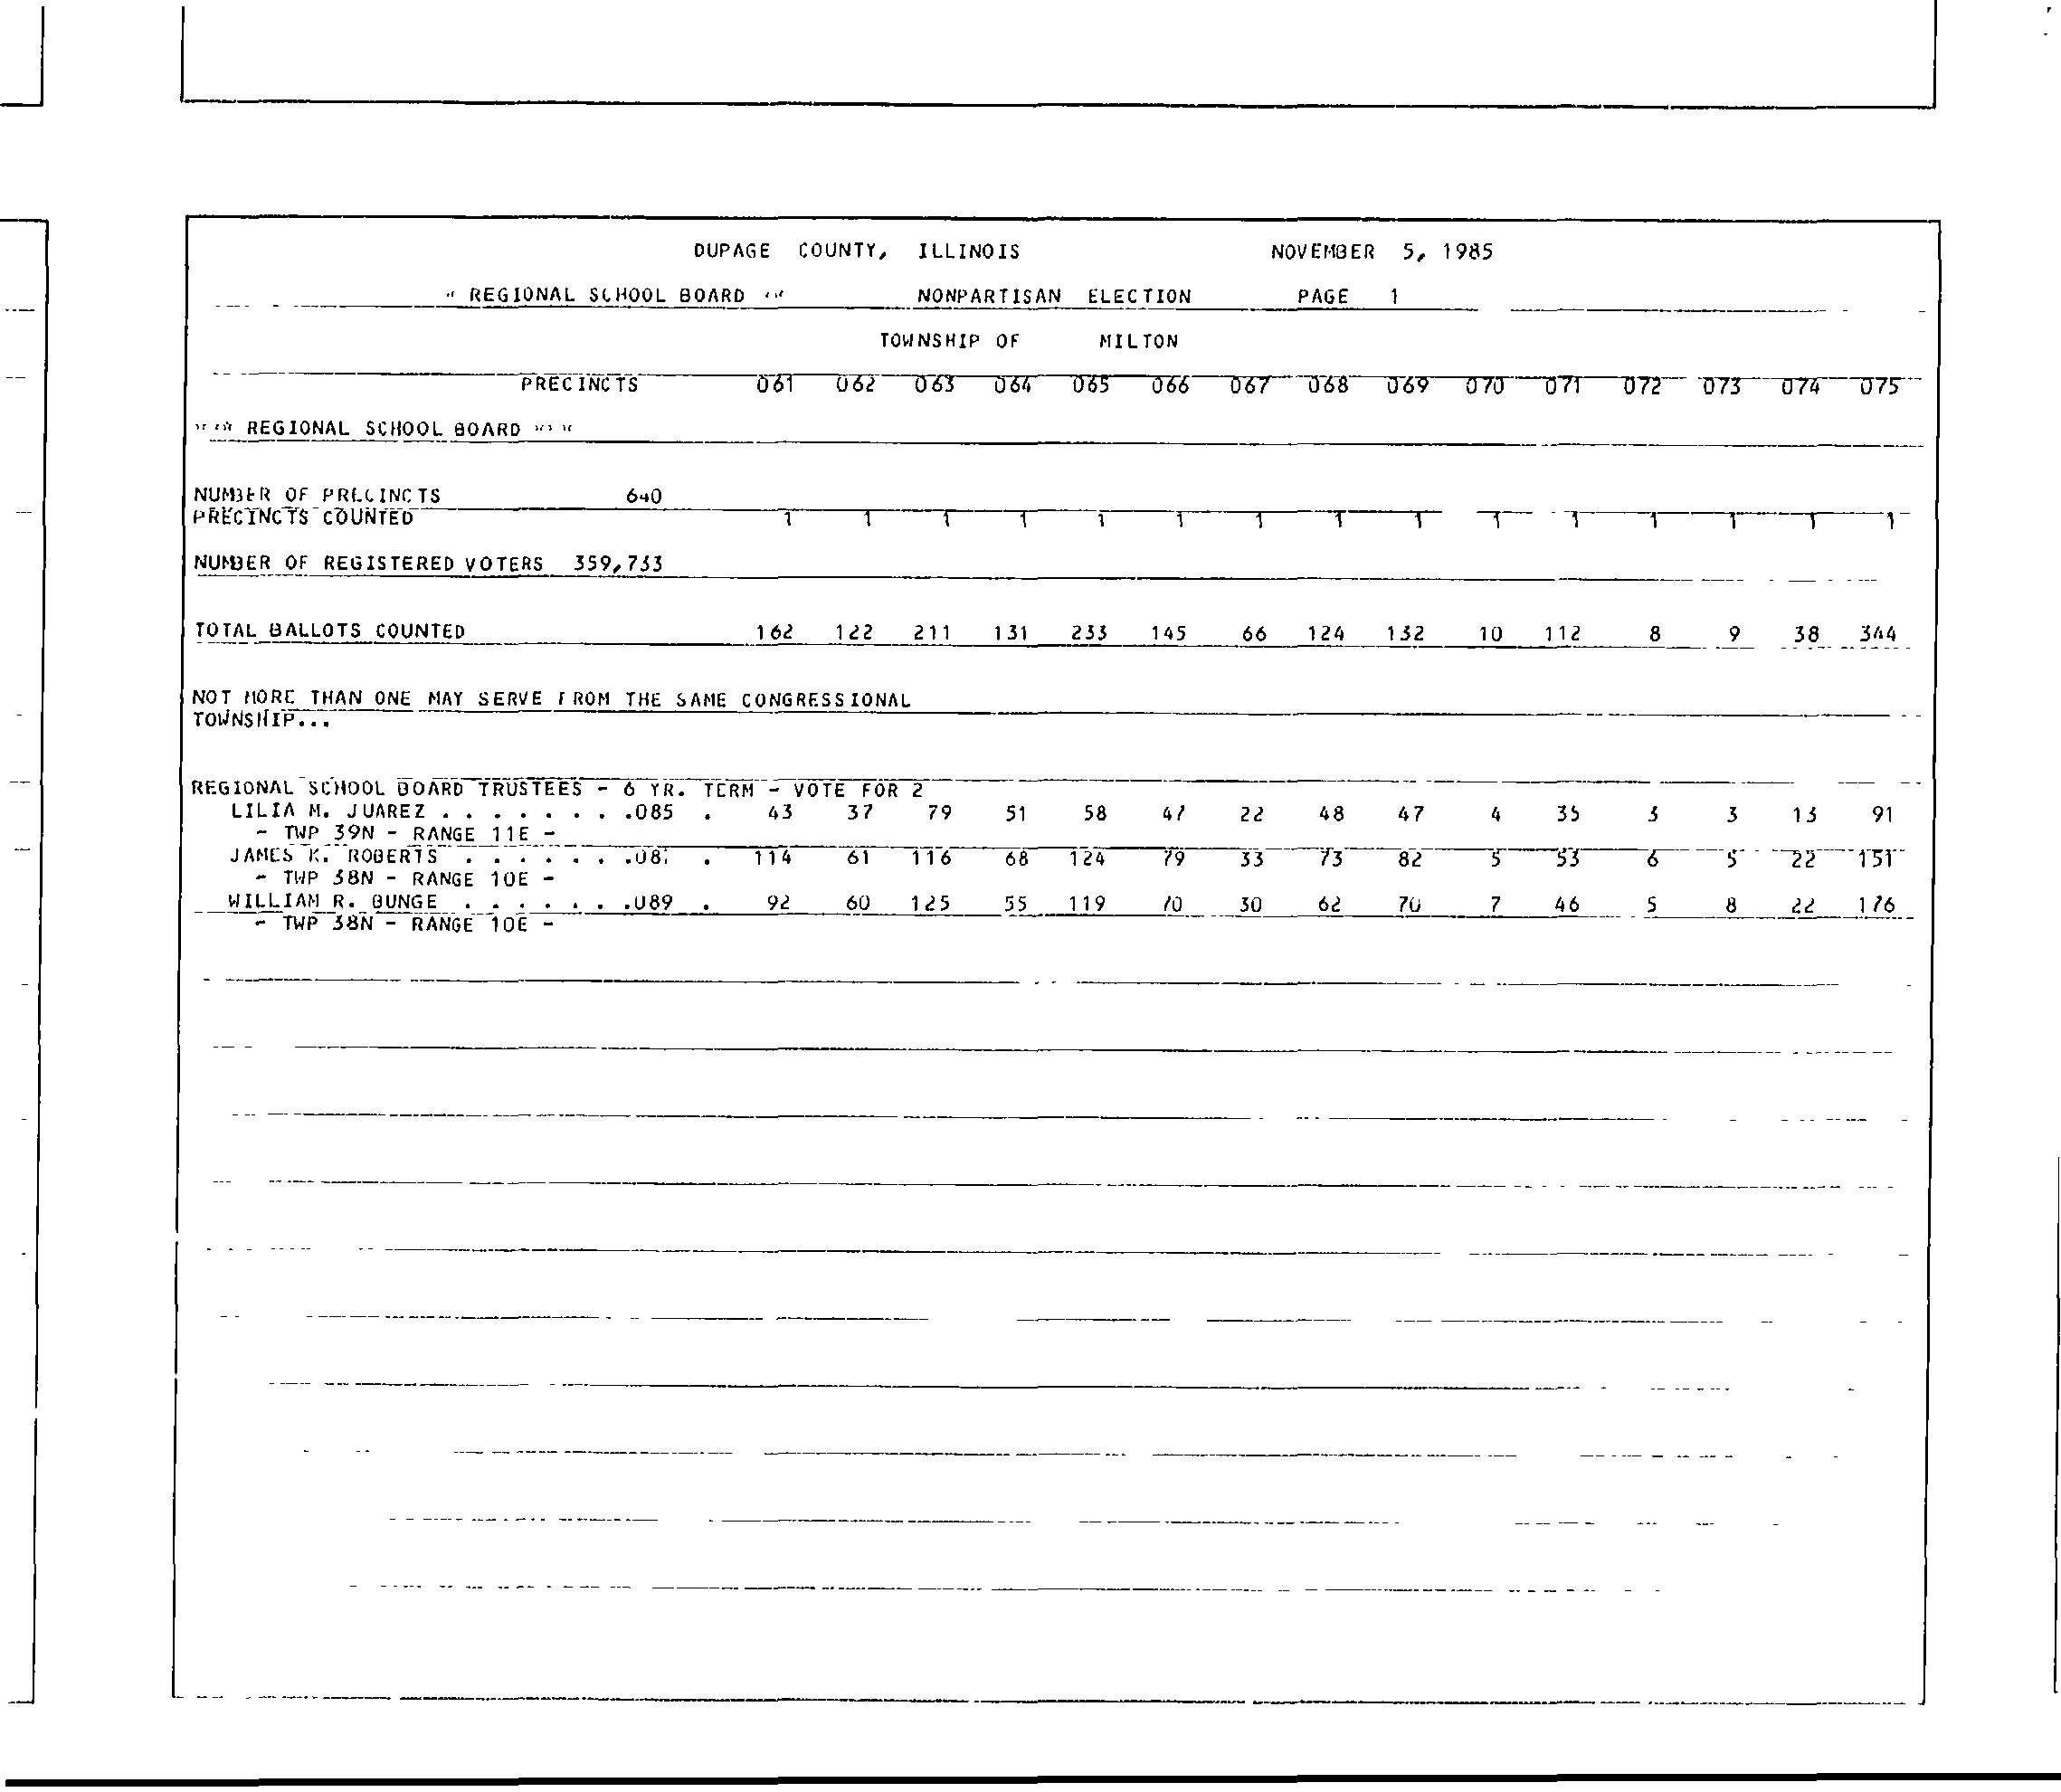 DUPAGE COUNTY, ILLINOIS NOVEMBER 5, 1985
REGIONAL SCHOOL BOARD NONPARTISAN ELECTION PAGE 1
TOWNSHIP OF MILTON
PRECINCTS 061 062 063 064 065 066 067 068 069 070 071 072 073 074 075
REGIONAL SCHOOL BOARD
NUMBER OF PRECINCTS 640
PRECINCTS COUNTED 1 1 1 1 1 1 1 1 1 1 1 1 1 1 1
NUMBER OF REGISTERED VOTERS 359,733
TOTAL BALLOTS COUNTED 162 122 211 131 233 145 66 124 132 10 112 8 9 38 344
NOT MORE THAN ONE MAY SERVE FROM THE SAME CONGRESSIONAL
TOWNSHIP...
REGIONAL SCHOOL BOARD TRUSTEES - 6 YR. TERM - VOTE FOR 2
LILIA M. JUAREZ . . . . . . . .085 . 43 37 79 51 58 47 22 48 47 4 35 3 3 13 91
- TWP 39N - RANGE 11E -
JAMES K. ROBERTS . . . . . . .087 . 114 61 116 68 124 79 33 73 82 5 53 6 5 22 151
- TWP 38N - RANGE 10E -
WILLIAM R. BUNGE . . . . . . .089 . 92 60 125 55 119 70 30 62 70 7 46 5 8 22 176
- TWP 38N - RANGE 10E -